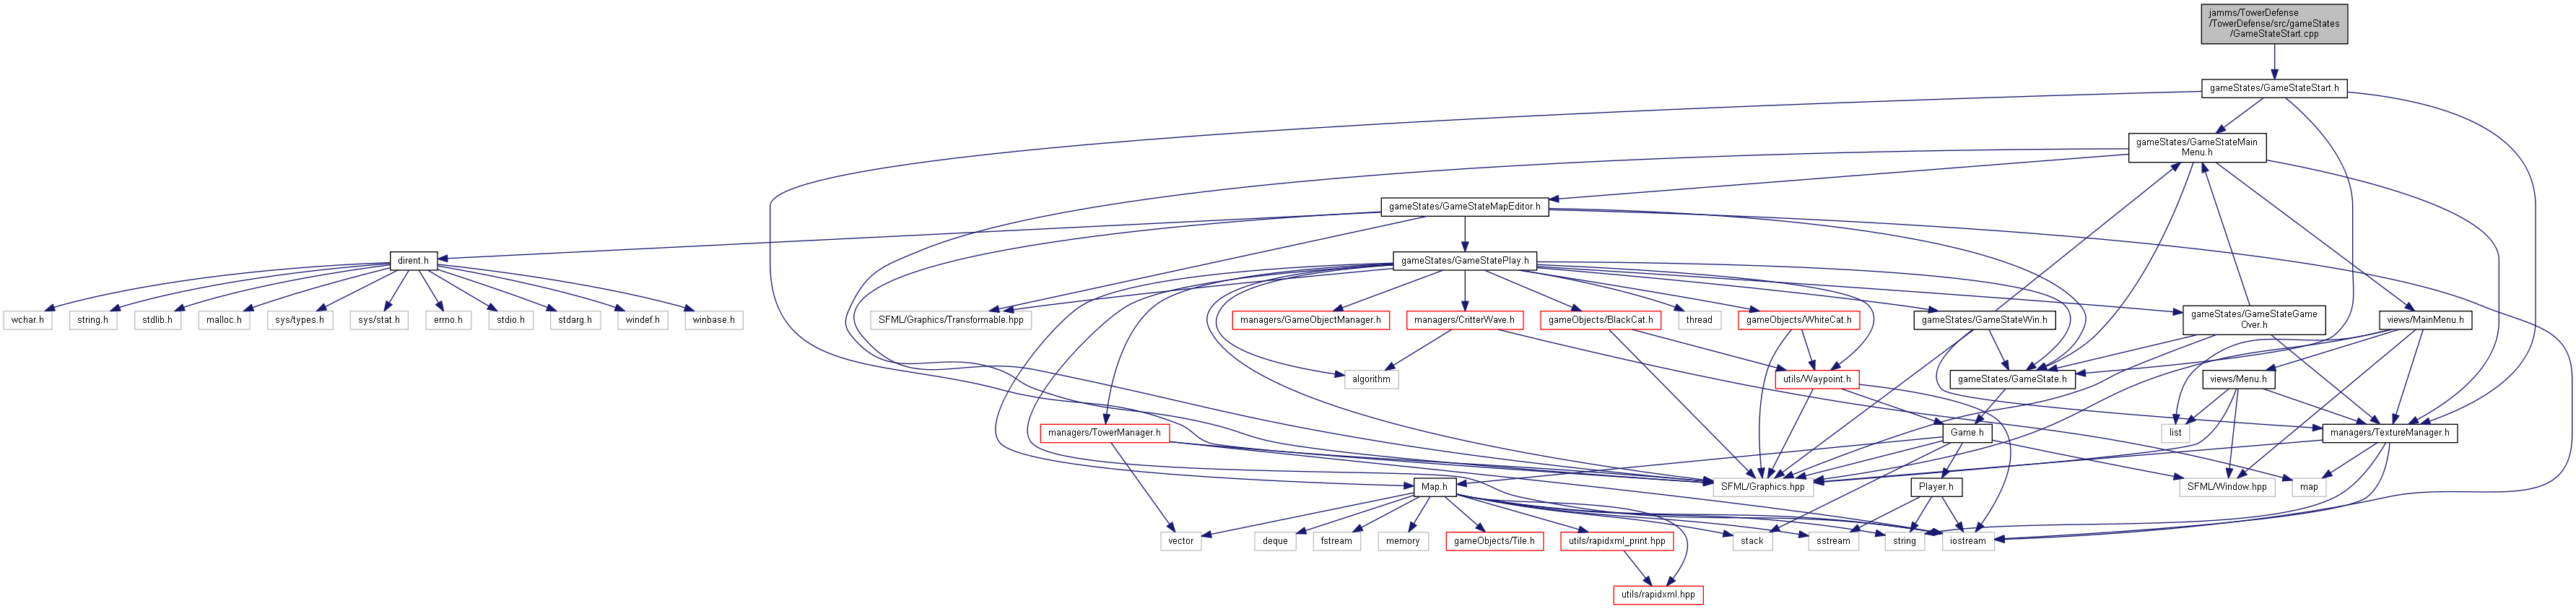 jamms/TowerDefense
/TowerDefense/src/gameStates
/GameStateStart.cpp
gameStates/GameStateStart.h
gameStates/GameStateMain
Menu.h
gameStates/GameStateMapEditor.h
dirent.h
gameStates/GameStatePlay.h
wchar.h
string.h
stdlib.h
malloc.h
sys/types.h
sys/stat.h
errno.h
stdio.h
stdarg.h
windef.h
winbase.h
SFML/Graphics/Transformable.hpp
managers/GameObjectManager.h
managers/CritterWave.h
gameObjects/BlackCat.h
thread
gameObjects/WhiteCat.h
gameStates/GameStateWin.h
gameStates/GameStateGame
Over.h
views/MainMenu.h
algorithm
utils/Waypoint.h
gameStates/GameState.h
views/Menu.h
managers/TowerManager.h
Game.h
list
managers/TextureManager.h
Map.h
SFML/Graphics.hpp
Player.h
SFML/Window.hpp
map
vector
deque
fstream
memory
gameObjects/Tile.h
utils/rapidxml_print.hpp
stack
sstream
string
iostream
utils/rapidxml.hpp